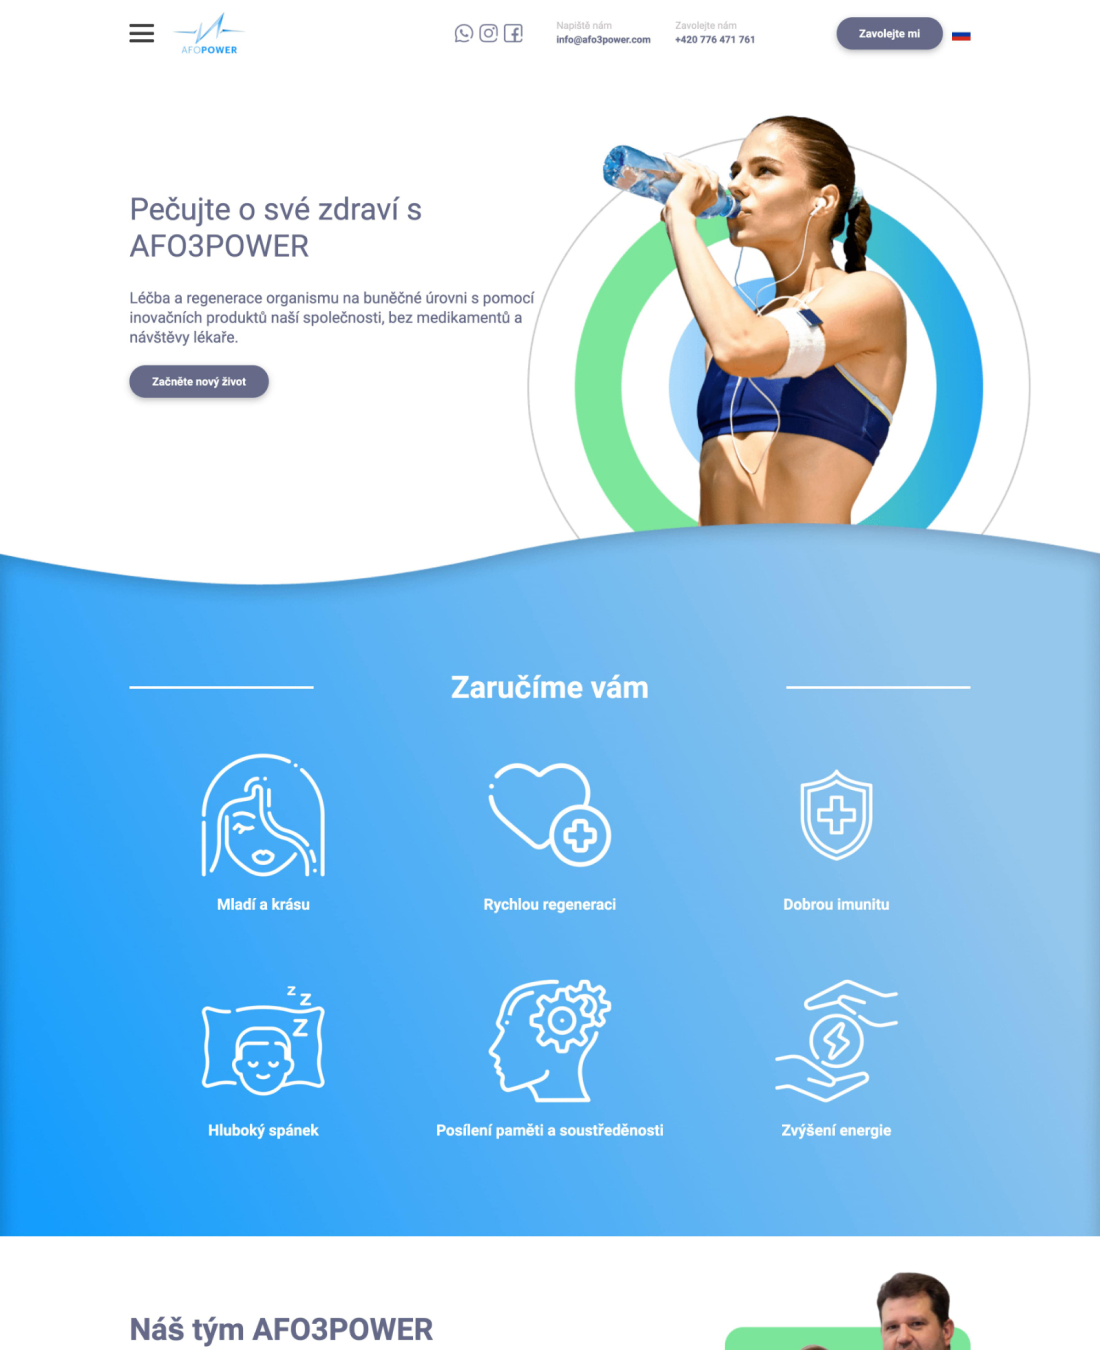 AFOPOWER
Napiště nám
info@afo3power.com
Zavolejte nám
+420 776 471 761
Zavolejte mi
Pečujte o své zdraví s
AFO3POWER
Léčba a regenerace organismu na buněčné úrovni s pomocí
inovačních produktů naší společnosti, bez medikamentů a
návštěvy lékaře.
Začněte nový život
Zaručíme vám
Mladí a krásu
Rychlou regeneraci
Dobrou imunitu
z
z
z
Hluboký spánek
Posílení paměti a soustředěnosti
Zvýšení energie
Náš tým AFO3POWER